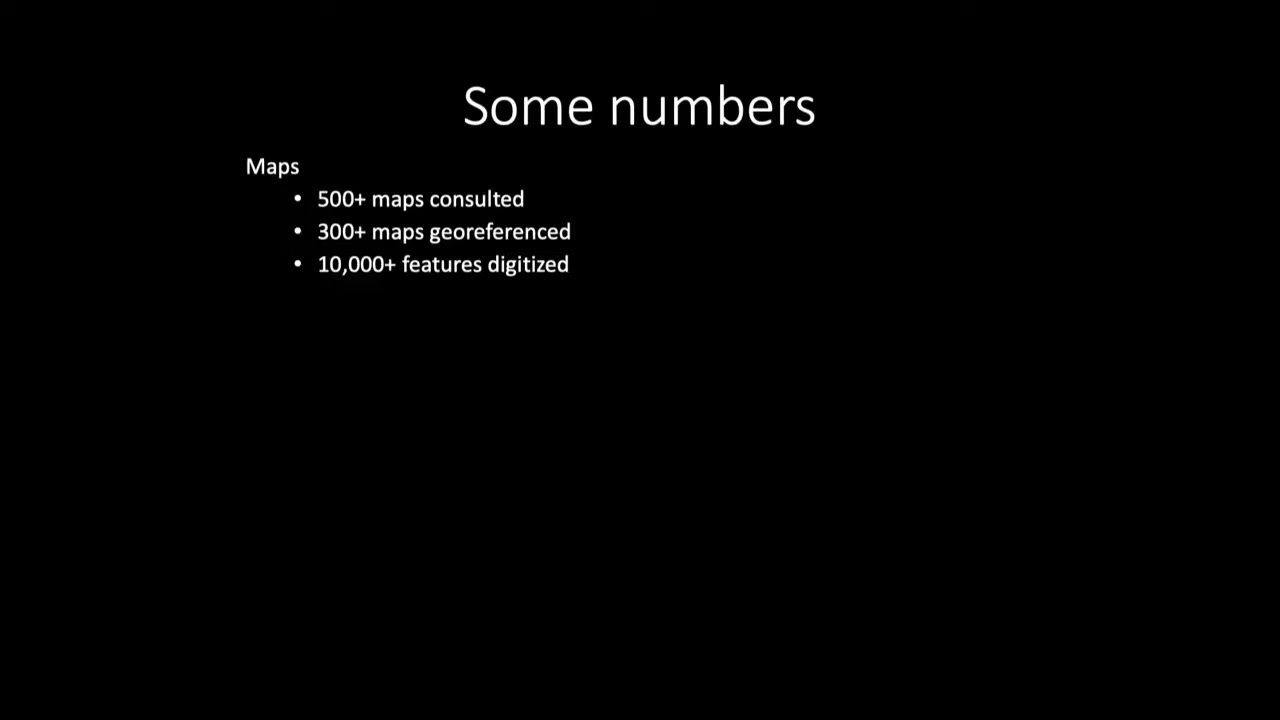 Some numbers
Maps
• 500+ maps consulted
• 300+ maps georeferenced
• 10,000+ features digitized